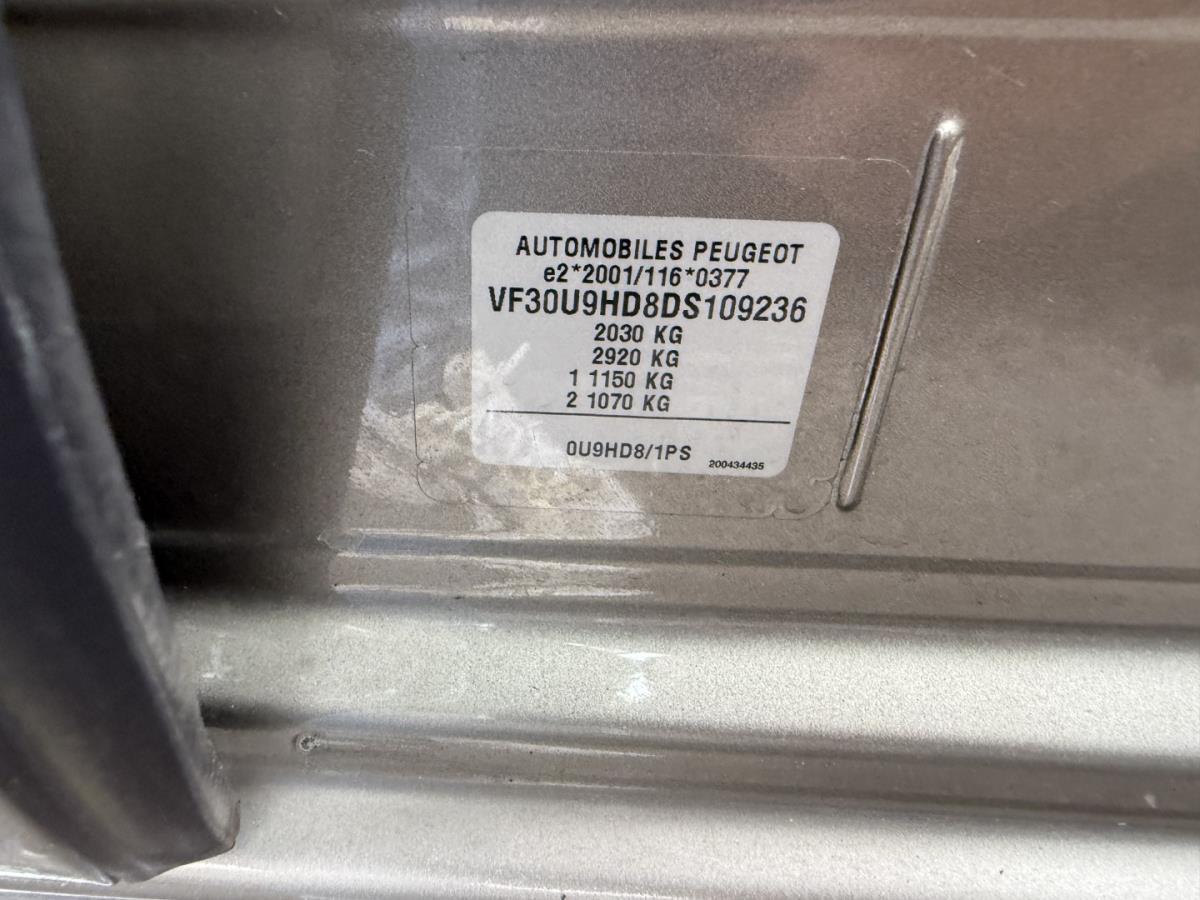 AUTOMOBILES PEUGEOT
e2*2001/116*0377
VF30U9HD8DS109236
2030 KG
2920 KG
1 1150 KG
2 1070 KG
0U9HD8/1PS
200434435